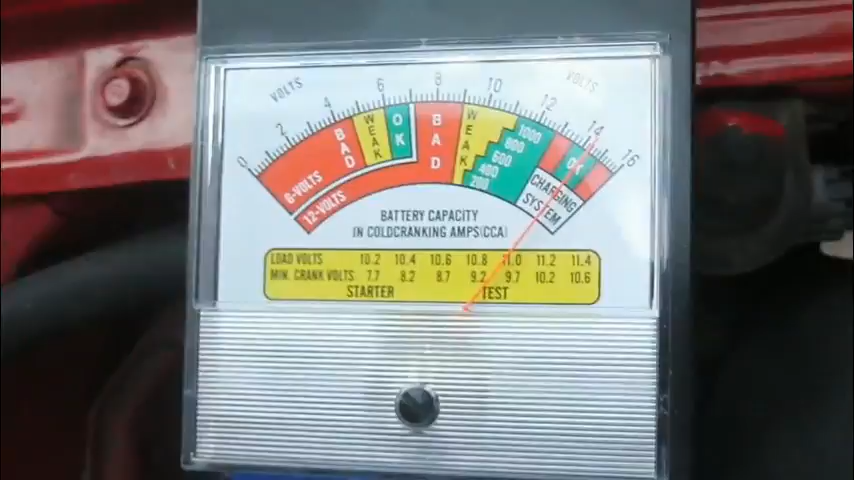 VOLTS VOLTS
0 2 4 6 8 10 12 14 16
BAD WEAK OK BAD WEAK 1000 800 600 400 200 OK
6-VOLTS
12-VOLTS
CHARGING
SYSTEM
BATTERY CAPACITY
IN COLDCRANKING AMPS(CCA)
LOAD VOLTS 10.2 10.4 10.6 10.8 11.0 11.2 11.4
MIN. CRANK VOLTS 7.7 8.2 8.7 9.2 9.7 10.2 10.6
STARTER TEST